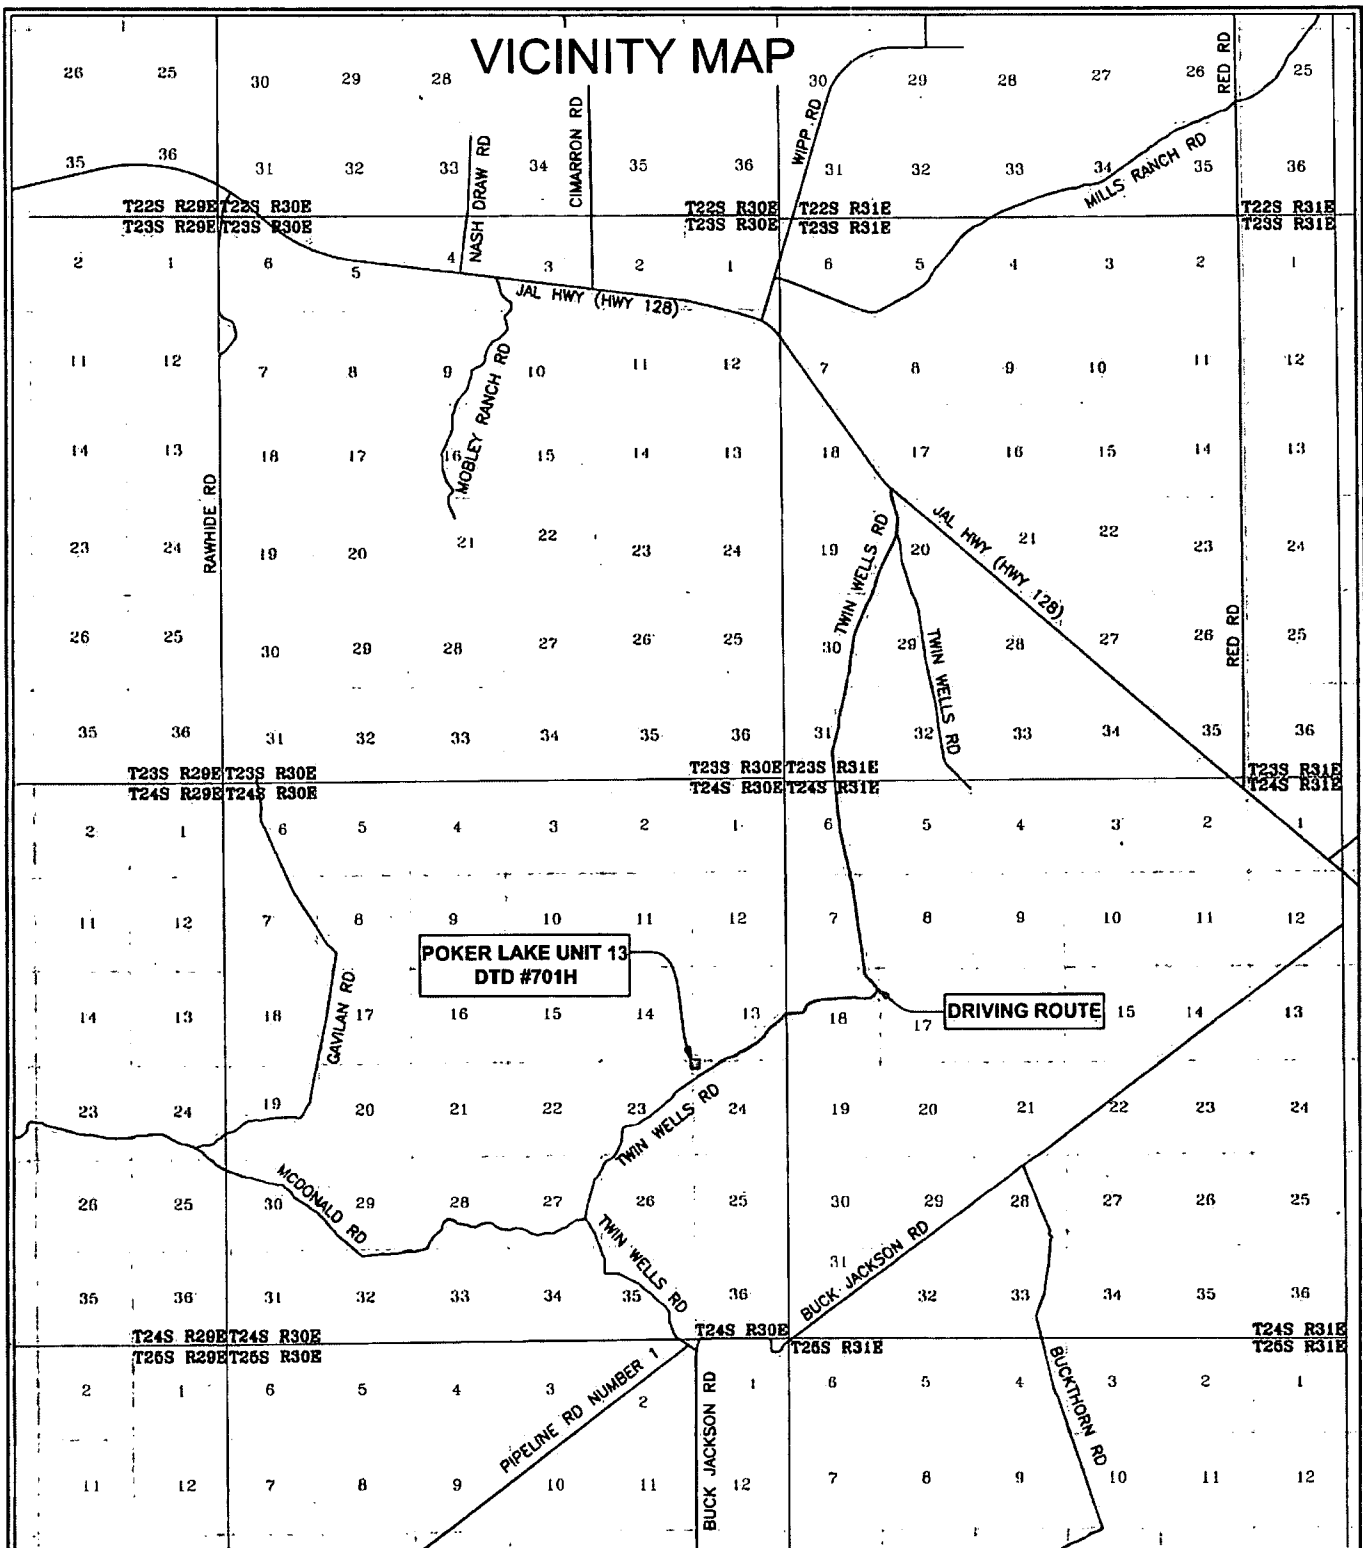 VICINITY MAP
26 25 30 29 28 30 29 28 27 26 RED RD 25
NASH DRAW RD
CIMARRON RD
WIPP RD
MILLS RANCH RD
35 36 31 32 33 34 35 36 31 32 33 34 35 36
T22S R29E T22S R30E T22S R30E T22S R31E T22S R31E
T23S R29E T23S R30E T23S R30E T23S R31E T23S R31E
2 1 6 5 4 3 2 1 6 5 4 3 2 1
JAL HWY (HWY 128)
11 12 7 8 9 10 11 12 7 8 9 10 11 12
MOBLEY RANCH RD
14 13 18 17 16 15 14 13 18 17 16 15 14 13
RAWHIDE RD
JAL HWY (HWY 128)
23 24 19 20 21 22 23 24 19 20 21 22 23 24
TWIN WELLS RD
TWIN WELLS RD
RED RD
26 25 30 29 28 27 26 25 30 29 28 27 26 25
35 36 31 32 33 34 35 36 31 32 33 34 35 36
T23S R29E T23S R30E T23S R30E T23S R31E T23S R31E
T24S R29E T24S R30E T24S R30E T24S R31E T24S R31E
2 1 6 5 4 3 2 1 6 5 4 3 2 1
11 12 7 8 9 10 11 12 7 8 9 10 11 12
POKER LAKE UNIT 13
DTD #701H
GAVILAN RD
DRIVING ROUTE
14 13 18 17 16 15 14 13 18 17 15 14 13
23 24 19 20 21 22 23 24 19 20 21 22 23 24
TWIN WELLS RD
MCDONALD RD
26 25 30 29 28 27 26 25 30 29 28 27 26 25
TWIN WELLS RD
BUCK JACKSON RD
31
35 36 31 32 33 34 35 36 32 33 34 35 36
T24S R29E T24S R30E T24S R30E T24S R31E
T25S R29E T25S R30E T25S R31E T25S R31E
2 1 6 5 4 3 2 1 6 5 4 3 2 1
PIPELINE RD NUMBER 1
BUCK JACKSON RD
BUCKTHORN RD
11 12 7 8 9 10 11 12 7 8 9 10 11 12